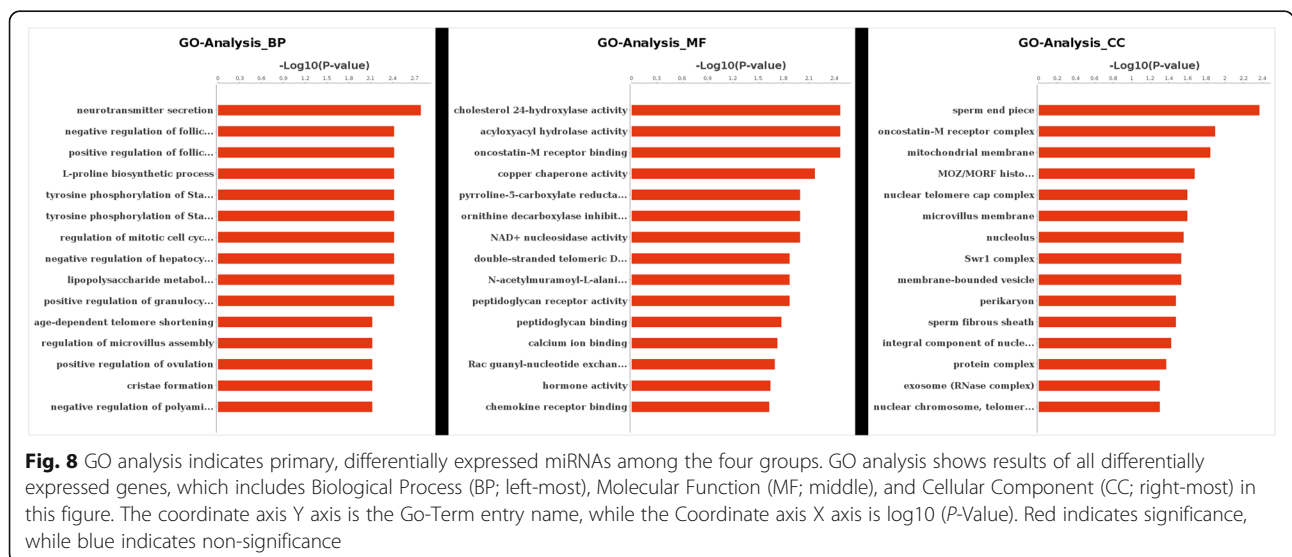 GO-Analysis_BP
-Log10(P-value)
0 0.3 0.6 0.9 1.2 1.5 1.8 2.1 2.4 2.7
neurotransmitter secretion
negative regulation of follic...
positive regulation of follic...
L-proline biosynthetic process
tyrosine phosphorylation of Sta...
tyrosine phosphorylation of Sta...
regulation of mitotic cell cyc...
negative regulation of hepatocy...
lipopolysaccharide metabol...
positive regulation of granulocy...
age-dependent telomere shortening
regulation of microvillus assembly
positive regulation of ovulation
cristae formation
negative regulation of polyami...
GO-Analysis_MF
-Log10(P-value)
0 0.3 0.6 0.9 1.2 1.5 1.8 2.1 2.4
cholesterol 24-hydroxylase activity
acyloxyacyl hydrolase activity
oncostatin-M receptor binding
copper chaperone activity
pyrroline-5-carboxylate reducta...
ornithine decarboxylase inhibit...
NAD+ nucleosidase activity
double-stranded telomeric D...
N-acetylmuramoyl-L-alani...
peptidoglycan receptor activity
peptidoglycan binding
calcium ion binding
Rac guanyl-nucleotide exchan...
hormone activity
chemokine receptor binding
GO-Analysis_CC
-Log10(P-value)
0 0.2 0.4 0.6 0.8 1 1.2 1.4 1.6 1.8 2 2.2 2.4
sperm end piece
oncostatin-M receptor complex
mitochondrial membrane
MOZ/MORF histo...
nuclear telomere cap complex
microvillus membrane
nucleolus
Swr1 complex
membrane-bounded vesicle
perikaryon
sperm fibrous sheath
integral component of nucle...
protein complex
exosome (RNase complex)
nuclear chromosome, telomer...
Fig. 8 GO analysis indicates primary, differentially expressed miRNAs among the four groups. GO analysis shows results of all differentially
expressed genes, which includes Biological Process (BP; left-most), Molecular Function (MF; middle), and Cellular Component (CC; right-most) in
this figure. The coordinate axis Y axis is the Go-Term entry name, while the Coordinate axis X axis is log10 (P-Value). Red indicates significance,
while blue indicates non-significance